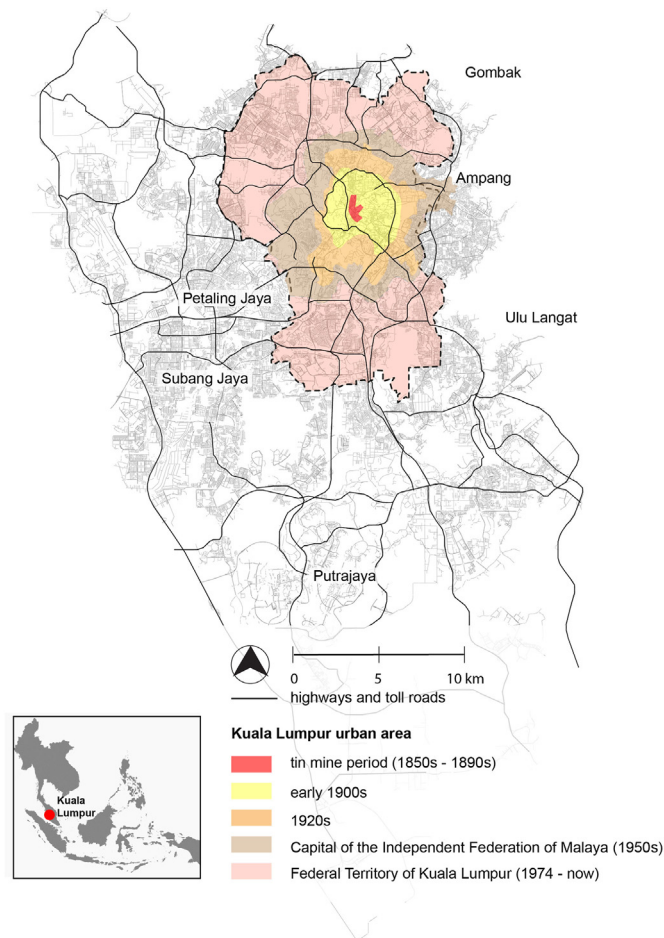 Gombak
Ampang
Petaling Jaya
Ulu Langat
Subang Jaya
Putrajaya
0 5 10 km
highways and toll roads
Kuala Lumpur urban area
tin mine period (1850s - 1890s)
early 1900s
1920s
Capital of the Independent Federation of Malaya (1950s)
Federal Territory of Kuala Lumpur (1974 - now)
Kuala
Lumpur